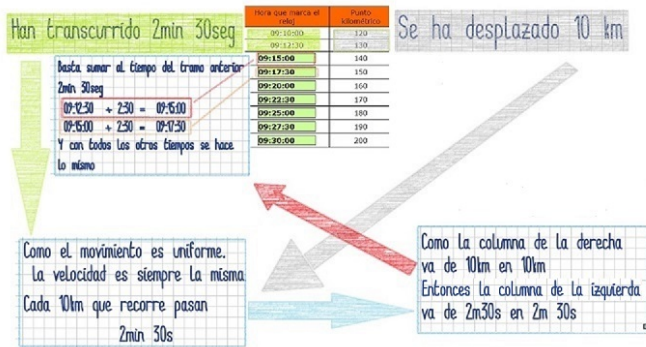 Han transcurrido 2min 30seg
Hora que marca el reloj
Punto kilométrico
09:10:00 120
09:12:30 130
09:15:00 140
09:17:30 150
09:20:00 160
09:22:30 170
09:25:00 180
09:27:30 190
09:30:00 200
Se ha desplazado 10 km
Basta sumar al tiempo del tramo anterior
2min 30seg
09:12:30 + 2:30 = 09:15:00
09:15:00 + 2:30 = 09:17:30
Y con todos los otros tiempos se hace
lo mismo
Como el movimiento es uniforme.
la velocidad es siempre la misma
Cada 10km que recorre pasan
2min 30s
Como la columna de la derecha
va de 10km en 10km
Entonces la columna de la izquierda
va de 2m30s en 2m 30s